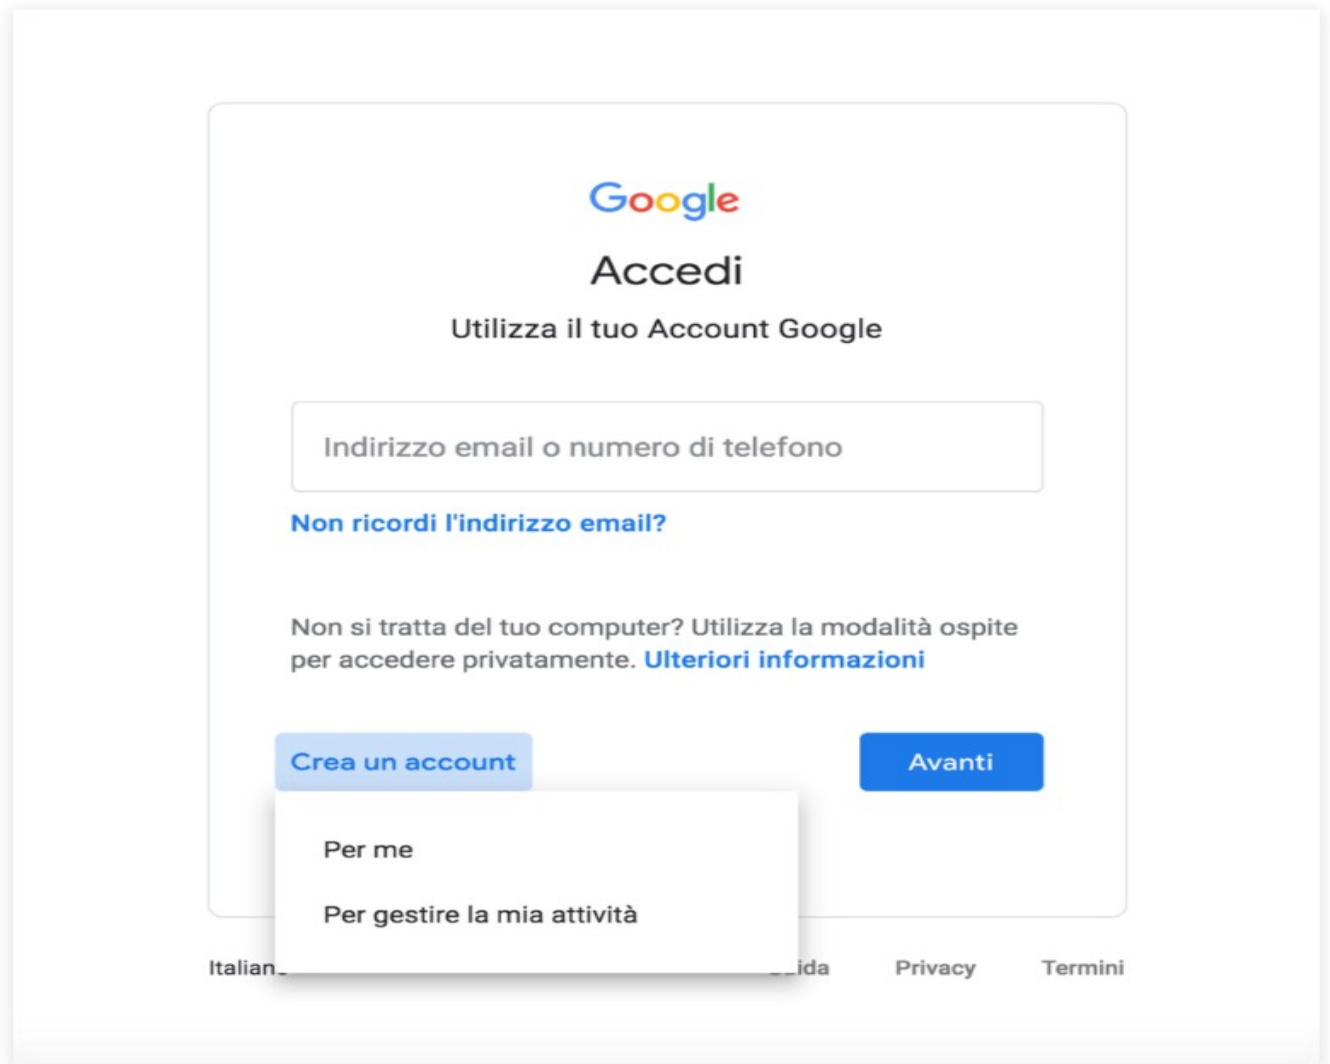 Google
Accedi
Utilizza il tuo Account Google
Indirizzo email o numero di telefono
Non ricordi l'indirizzo email?
Non si tratta del tuo computer? Utilizza la modalità ospite
per accedere privatamente. Ulteriori informazioni
Crea un account
Avanti
Per me
Per gestire la mia attività
Privacy Termini